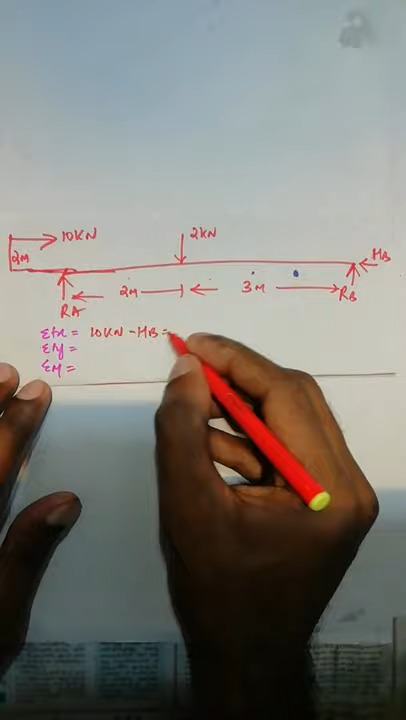 10KN 2KN
2M HB
RA 2M 3M RB
Σfx = 10KN - HB =
Σfy =
ΣM =